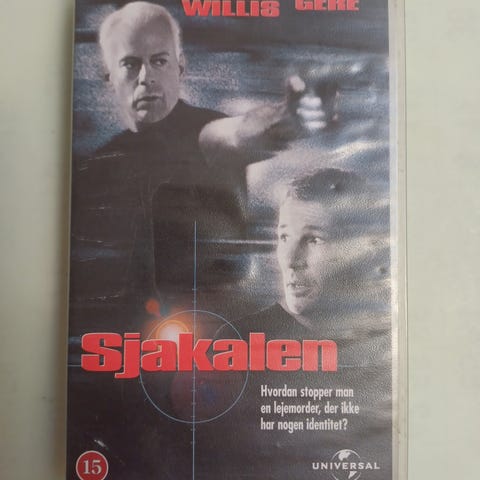 WILLIS GERE
Sjakalen
Hvordan stopper man
en lejemorder, der ikke
har nogen identitet?
15
UNIVERSAL